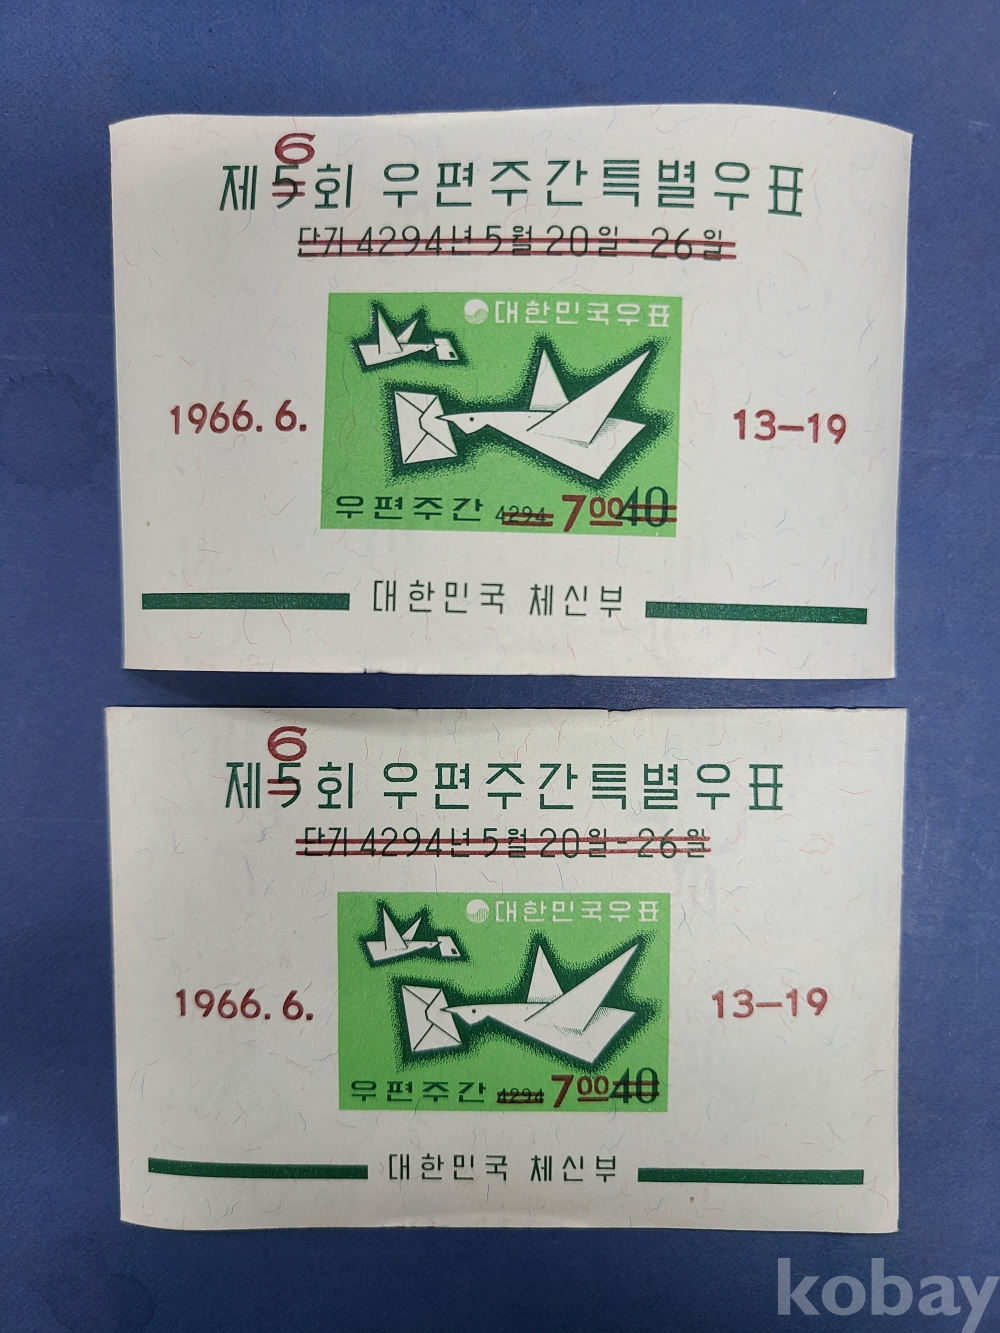 6
제5회 우편주간특별우표
단기 4294년 5월 20일-26일
대한민국우표
1966. 6.
13-19
우편주간 4294 7 00 40
대한민국 체신부
6
제5회 우편주간특별우표
단기 4294년 5월 20일-26일
대한민국우표
1966. 6.
13-19
우편주간 4294 7 00 40
대한민국 체신부
kobay